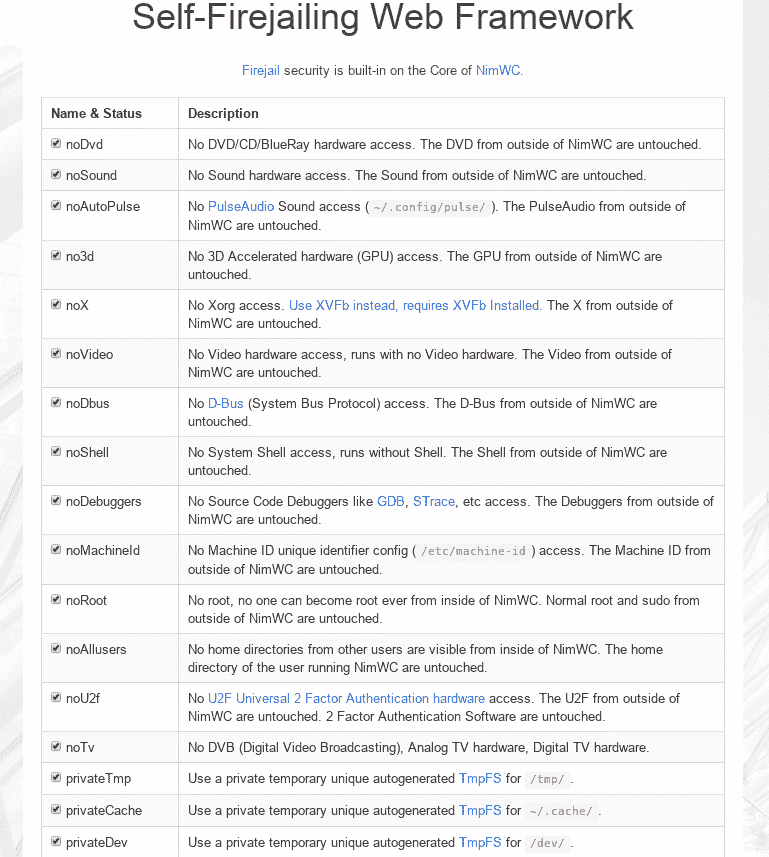 Self-Firejailing Web Framework
Firejail security is built-in on the Core of NimWC.
Name & Status Description
noDvd No DVD/CD/BlueRay hardware access. The DVD from outside of NimWC are untouched.
noSound No Sound hardware access. The Sound from outside of NimWC are untouched.
noAutoPulse No PulseAudio Sound access ( ~/.config/pulse/ ). The PulseAudio from outside of
NimWC are untouched.
no3d No 3D Accelerated hardware (GPU) access. The GPU from outside of NimWC are
untouched.
noX No Xorg access. Use XVFb instead, requires XVFb Installed. The X from outside of
NimWC are untouched.
noVideo No Video hardware access, runs with no Video hardware. The Video from outside of
NimWC are untouched.
noDbus No D-Bus (System Bus Protocol) access. The D-Bus from outside of NimWC are
untouched.
noShell No System Shell access, runs without Shell. The Shell from outside of NimWC are
untouched.
noDebuggers No Source Code Debuggers like GDB, STrace, etc access. The Debuggers from outside of
NimWC are untouched.
noMachineId No Machine ID unique identifier config ( /etc/machine-id ) access. The Machine ID from
outside of NimWC are untouched.
noRoot No root, no one can become root ever from inside of NimWC. Normal root and sudo from
outside of NimWC are untouched.
noAllusers No home directories from other users are visible from inside of NimWC. The home
directory of the user running NimWC are untouched.
noU2f No U2F Universal 2 Factor Authentication hardware access. The U2F from outside of
NimWC are untouched. 2 Factor Authentication Software are untouched.
noTv No DVB (Digital Video Broadcasting), Analog TV hardware, Digital TV hardware.
privateTmp Use a private temporary unique autogenerated TmpFS for /tmp/ .
privateCache Use a private temporary unique autogenerated TmpFS for ~/.cache/ .
privateDev Use a private temporary unique autogenerated TmpFS for /dev/ .